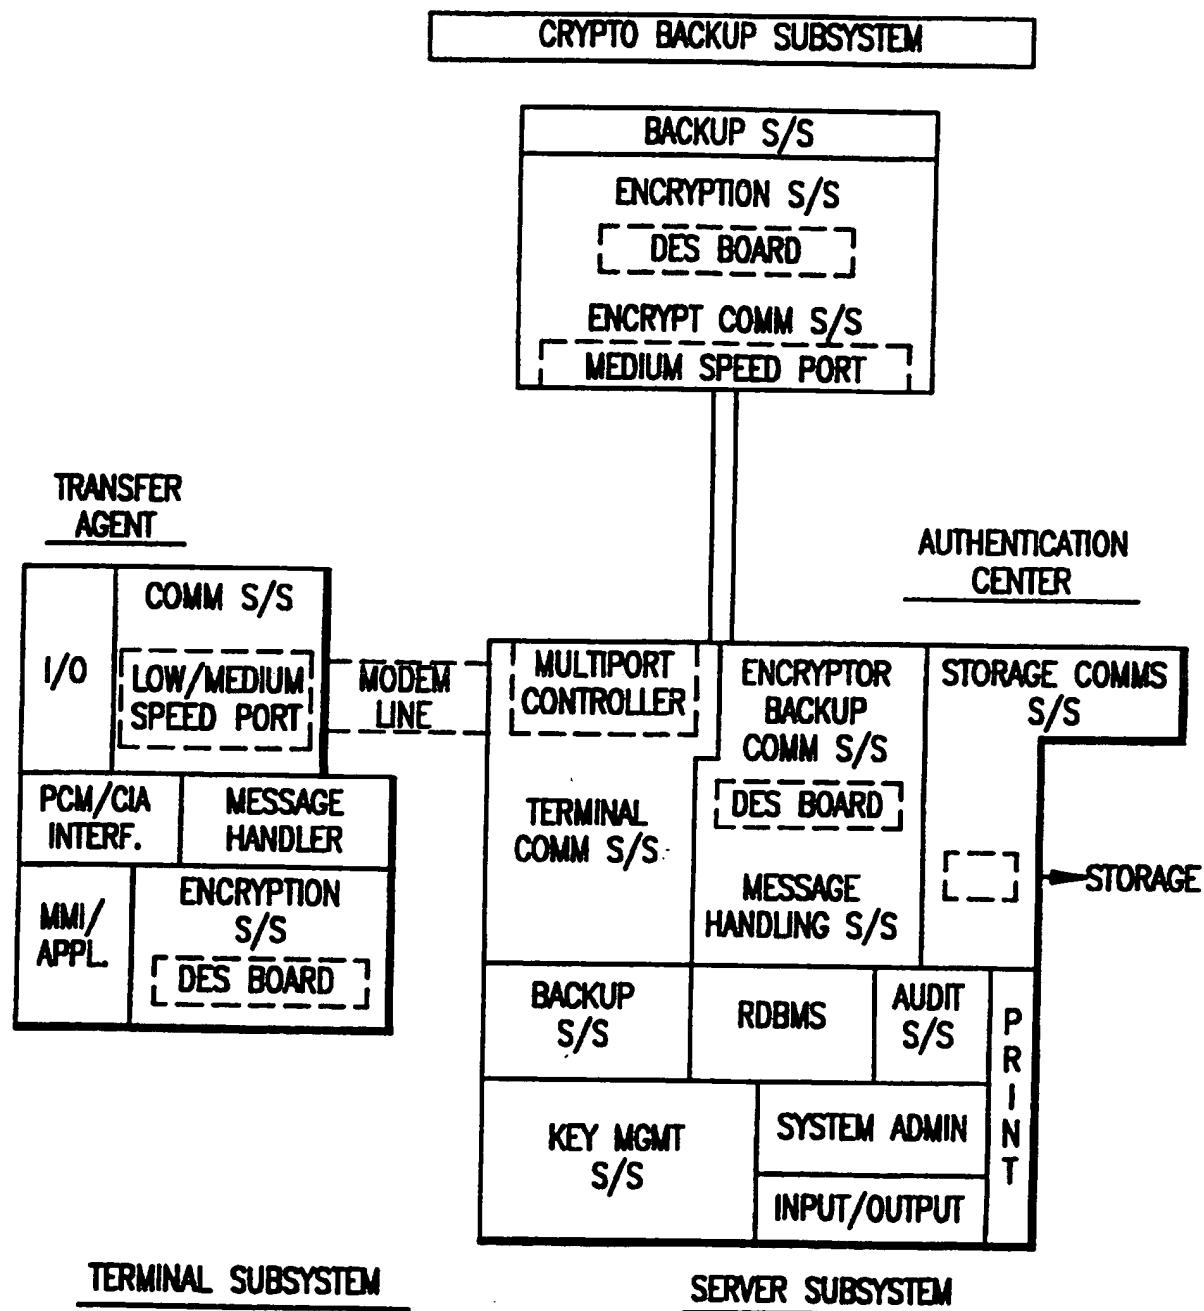 CRYPTO BACKUP SUBSYSTEM
BACKUP S/S
ENCRYPTION S/S
DES BOARD
ENCRYPT COMM S/S
MEDIUM SPEED PORT
TRANSFER
AGENT
I/O
COMM S/S
LOW/MEDIUM
SPEED PORT
MODEM
LINE
PCM/CIA
INTERF.
MESSAGE
HANDLER
MMI/
APPL.
ENCRYPTION
S/S
DES BOARD
TERMINAL SUBSYSTEM
AUTHENTICATION
CENTER
MULTIPORT
CONTROLLER
TERMINAL
COMM S/S
ENCRYPTOR
BACKUP
COMM S/S
DES BOARD
MESSAGE
HANDLING S/S
STORAGE COMMS
S/S
STORAGE
BACKUP
S/S
RDBMS
AUDIT
S/S
PRINT
KEY MGMT
S/S
SYSTEM ADMIN
INPUT/OUTPUT
SERVER SUBSYSTEM